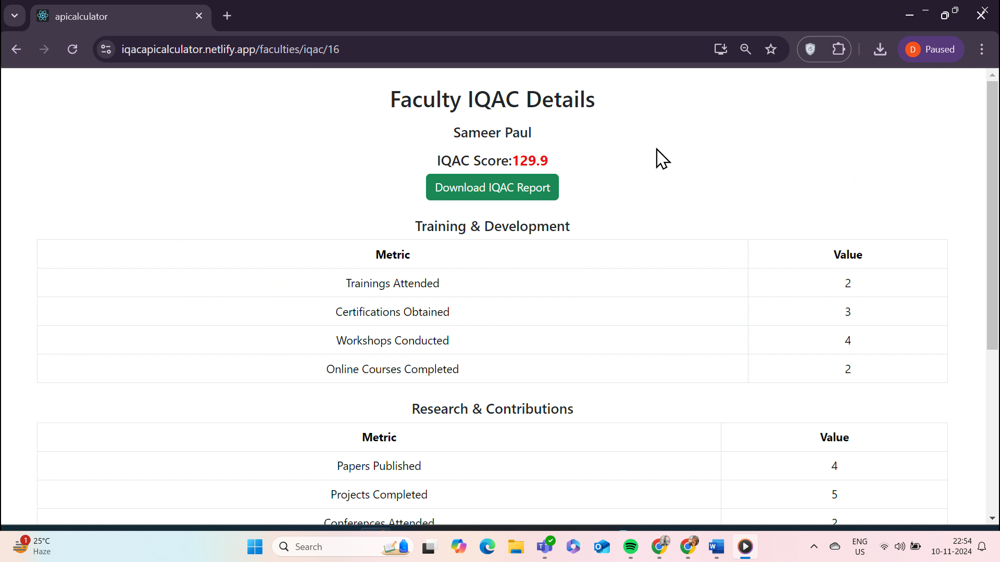 apicalculator
iqacapicalculator.netlify.app/faculties/iqac/16
D Paused
Faculty IQAC Details
Sameer Paul
IQAC Score:129.9
Download IQAC Report
Training & Development
Metric Value
Trainings Attended 2
Certifications Obtained 3
Workshops Conducted 4
Online Courses Completed 2
Research & Contributions
Metric Value
Papers Published 4
Projects Completed 5
Conferences Attended 2
1
25°C
Haze
Search
ENG
US
22:54
10-11-2024